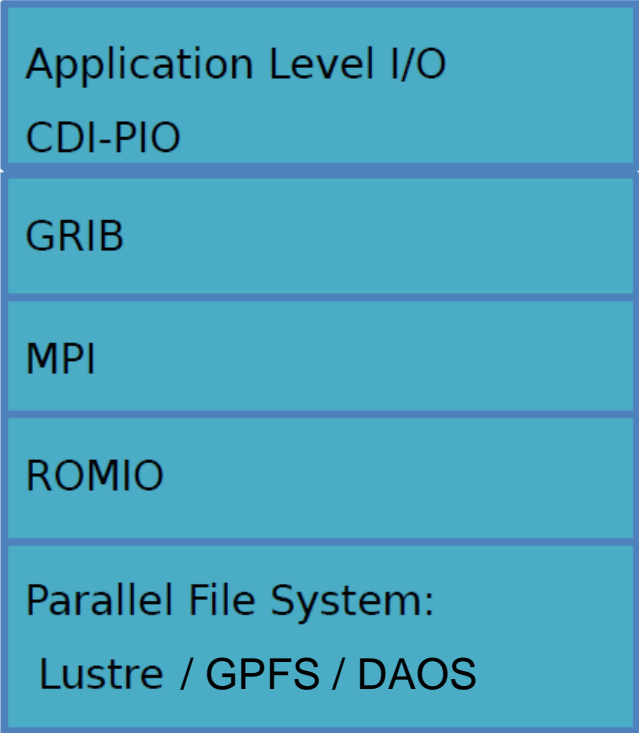 Application Level I/O
CDI-PIO
GRIB
MPI
ROMIO
Parallel File System:
Lustre / GPFS / DAOS